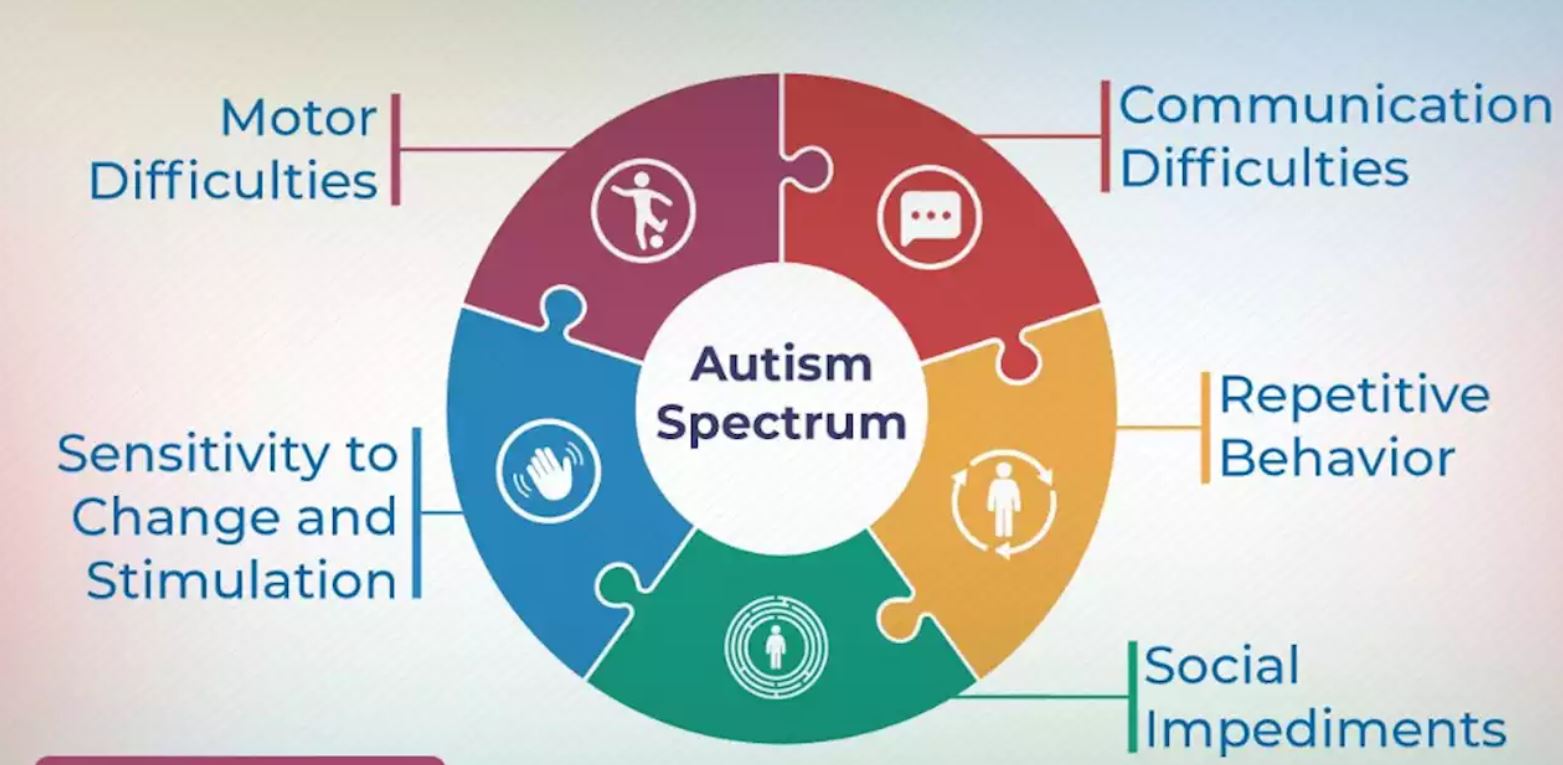 Motor
Difficulties
Communication
Difficulties
Autism
Spectrum
Repetitive
Behavior
Sensitivity to
Change and
Stimulation
Social
Impediments